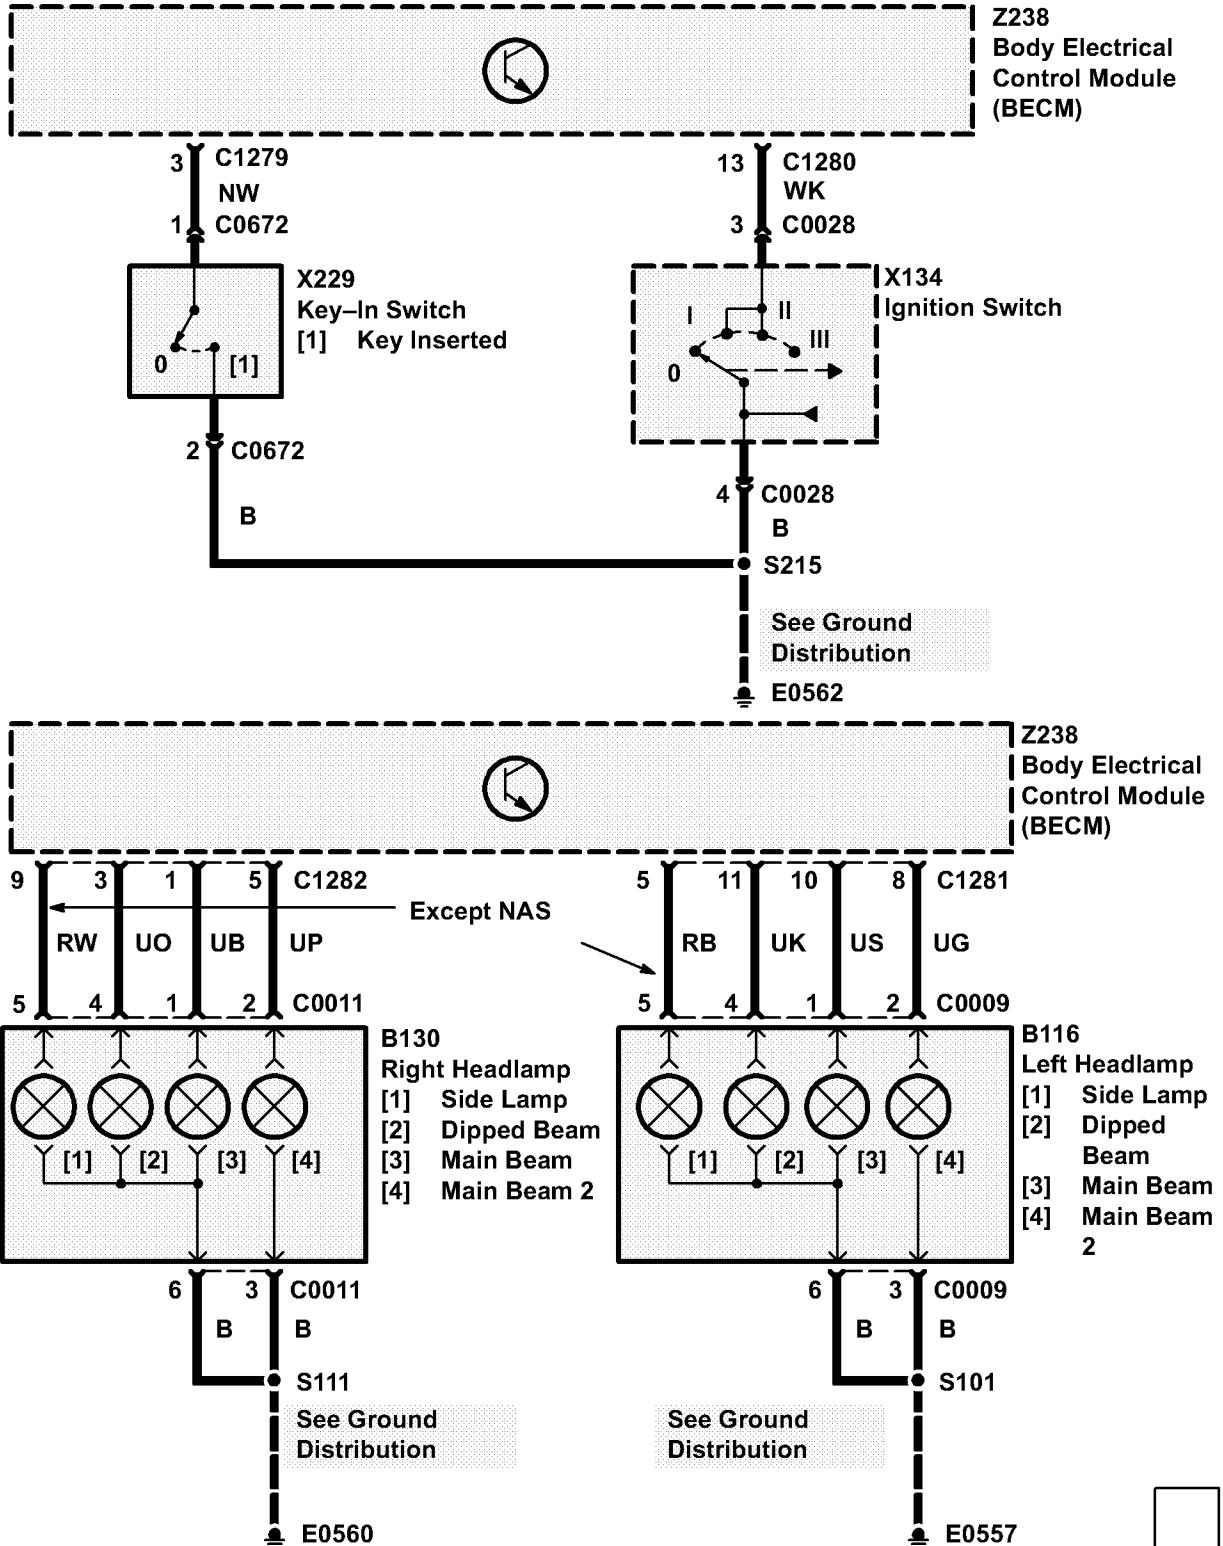 Z238
Body Electrical
Control Module
(BECM)
3 C1279
NW
1 C0672
13 C1280
WK
3 C0028
X229
Key–In Switch
[1] Key Inserted
0 [1]
X134
Ignition Switch
I II III
0
2 C0672
B
4 C0028
B
S215
See Ground
Distribution
E0562
Z238
Body Electrical
Control Module
(BECM)
9 3 1 5 C1282
5 11 10 8 C1281
Except NAS
RW UO UB UP
RB UK US UG
5 4 1 2 C0011
5 4 1 2 C0009
B130
Right Headlamp
[1] Side Lamp
[2] Dipped Beam
[3] Main Beam
[4] Main Beam 2
[1] [2] [3] [4]
B116
Left Headlamp
[1] Side Lamp
[2] Dipped
Beam
[3] Main Beam
[4] Main Beam
2
[1] [2] [3] [4]
6 3 C0011
B B
S111
See Ground
Distribution
E0560
6 3 C0009
B B
S101
See Ground
Distribution
E0557